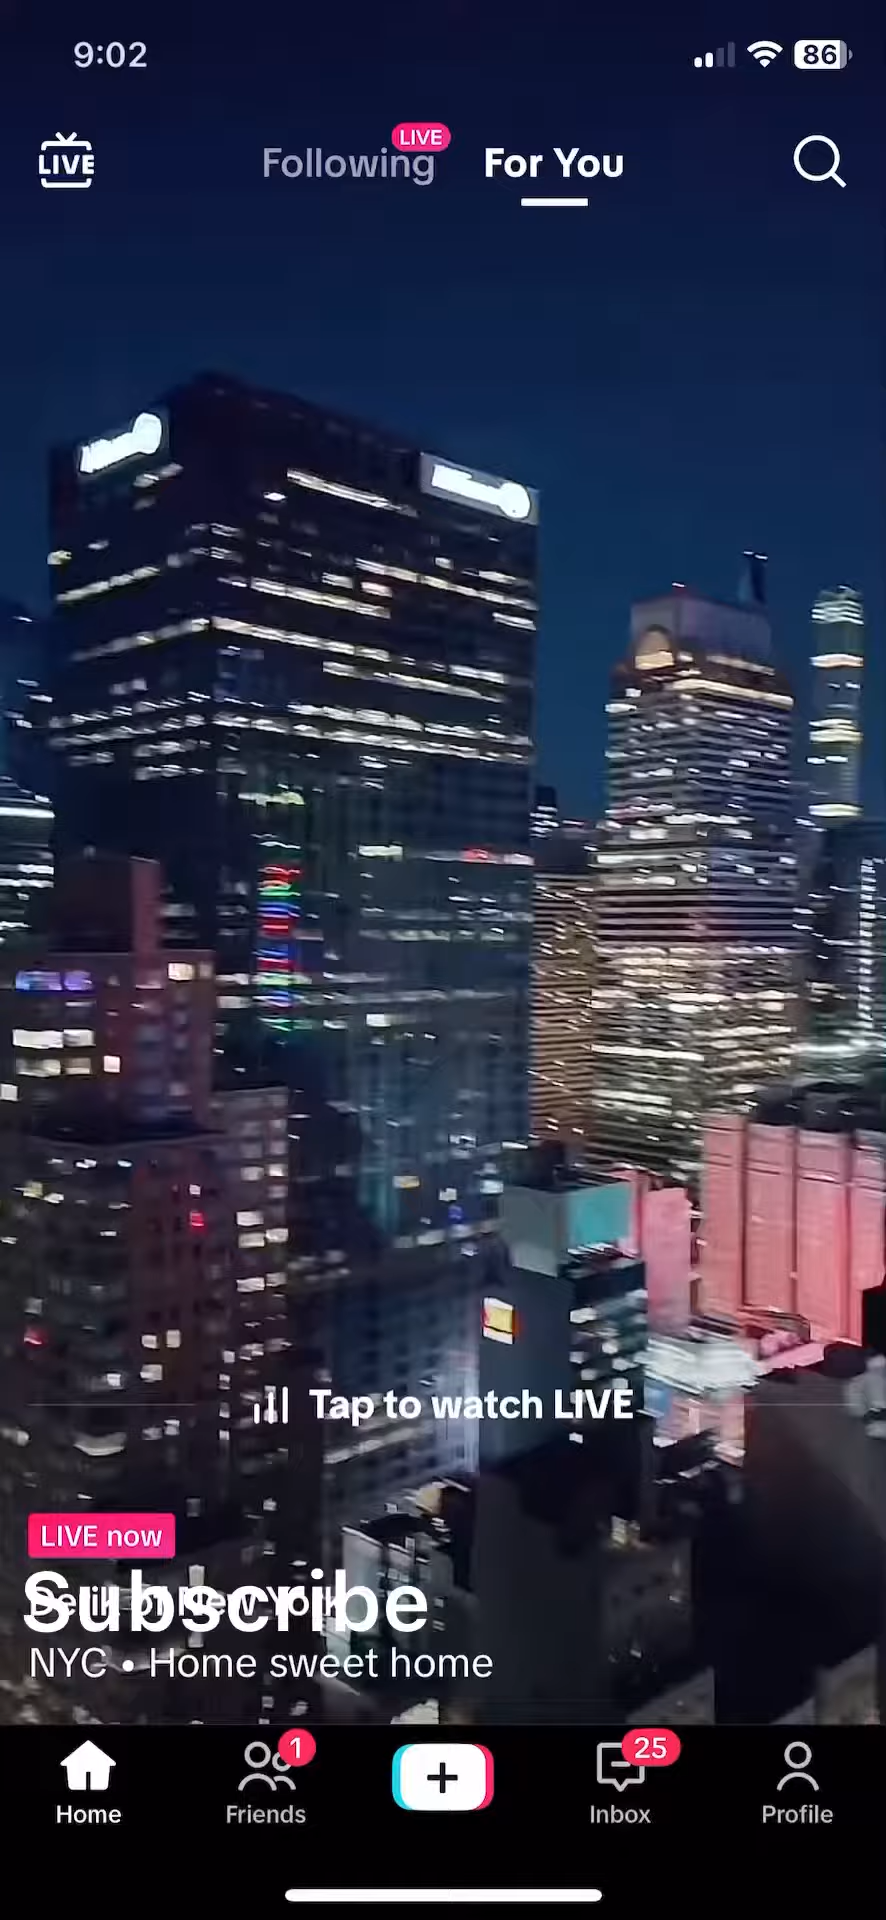 9:02
86
LIVE
Following
LIVE
For You
Tap to watch LIVE
LIVE now
Subscribe
NYC • Home sweet home
1
25
Home
Friends
Inbox
Profile